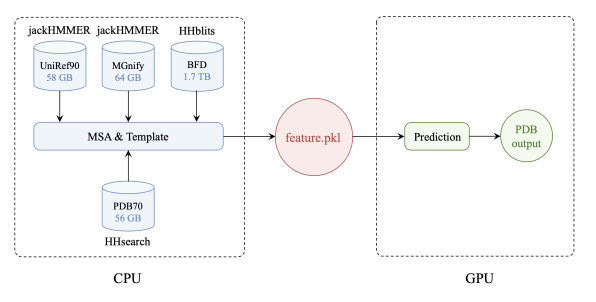 jackHMMER
jackHMMER
HHblits
UniRef90
58 GB
MGnify
64 GB
BFD
1.7 TB
MSA & Template
feature.pkl
Prediction
PDB
output
PDB70
56 GB
HHsearch
CPU
GPU